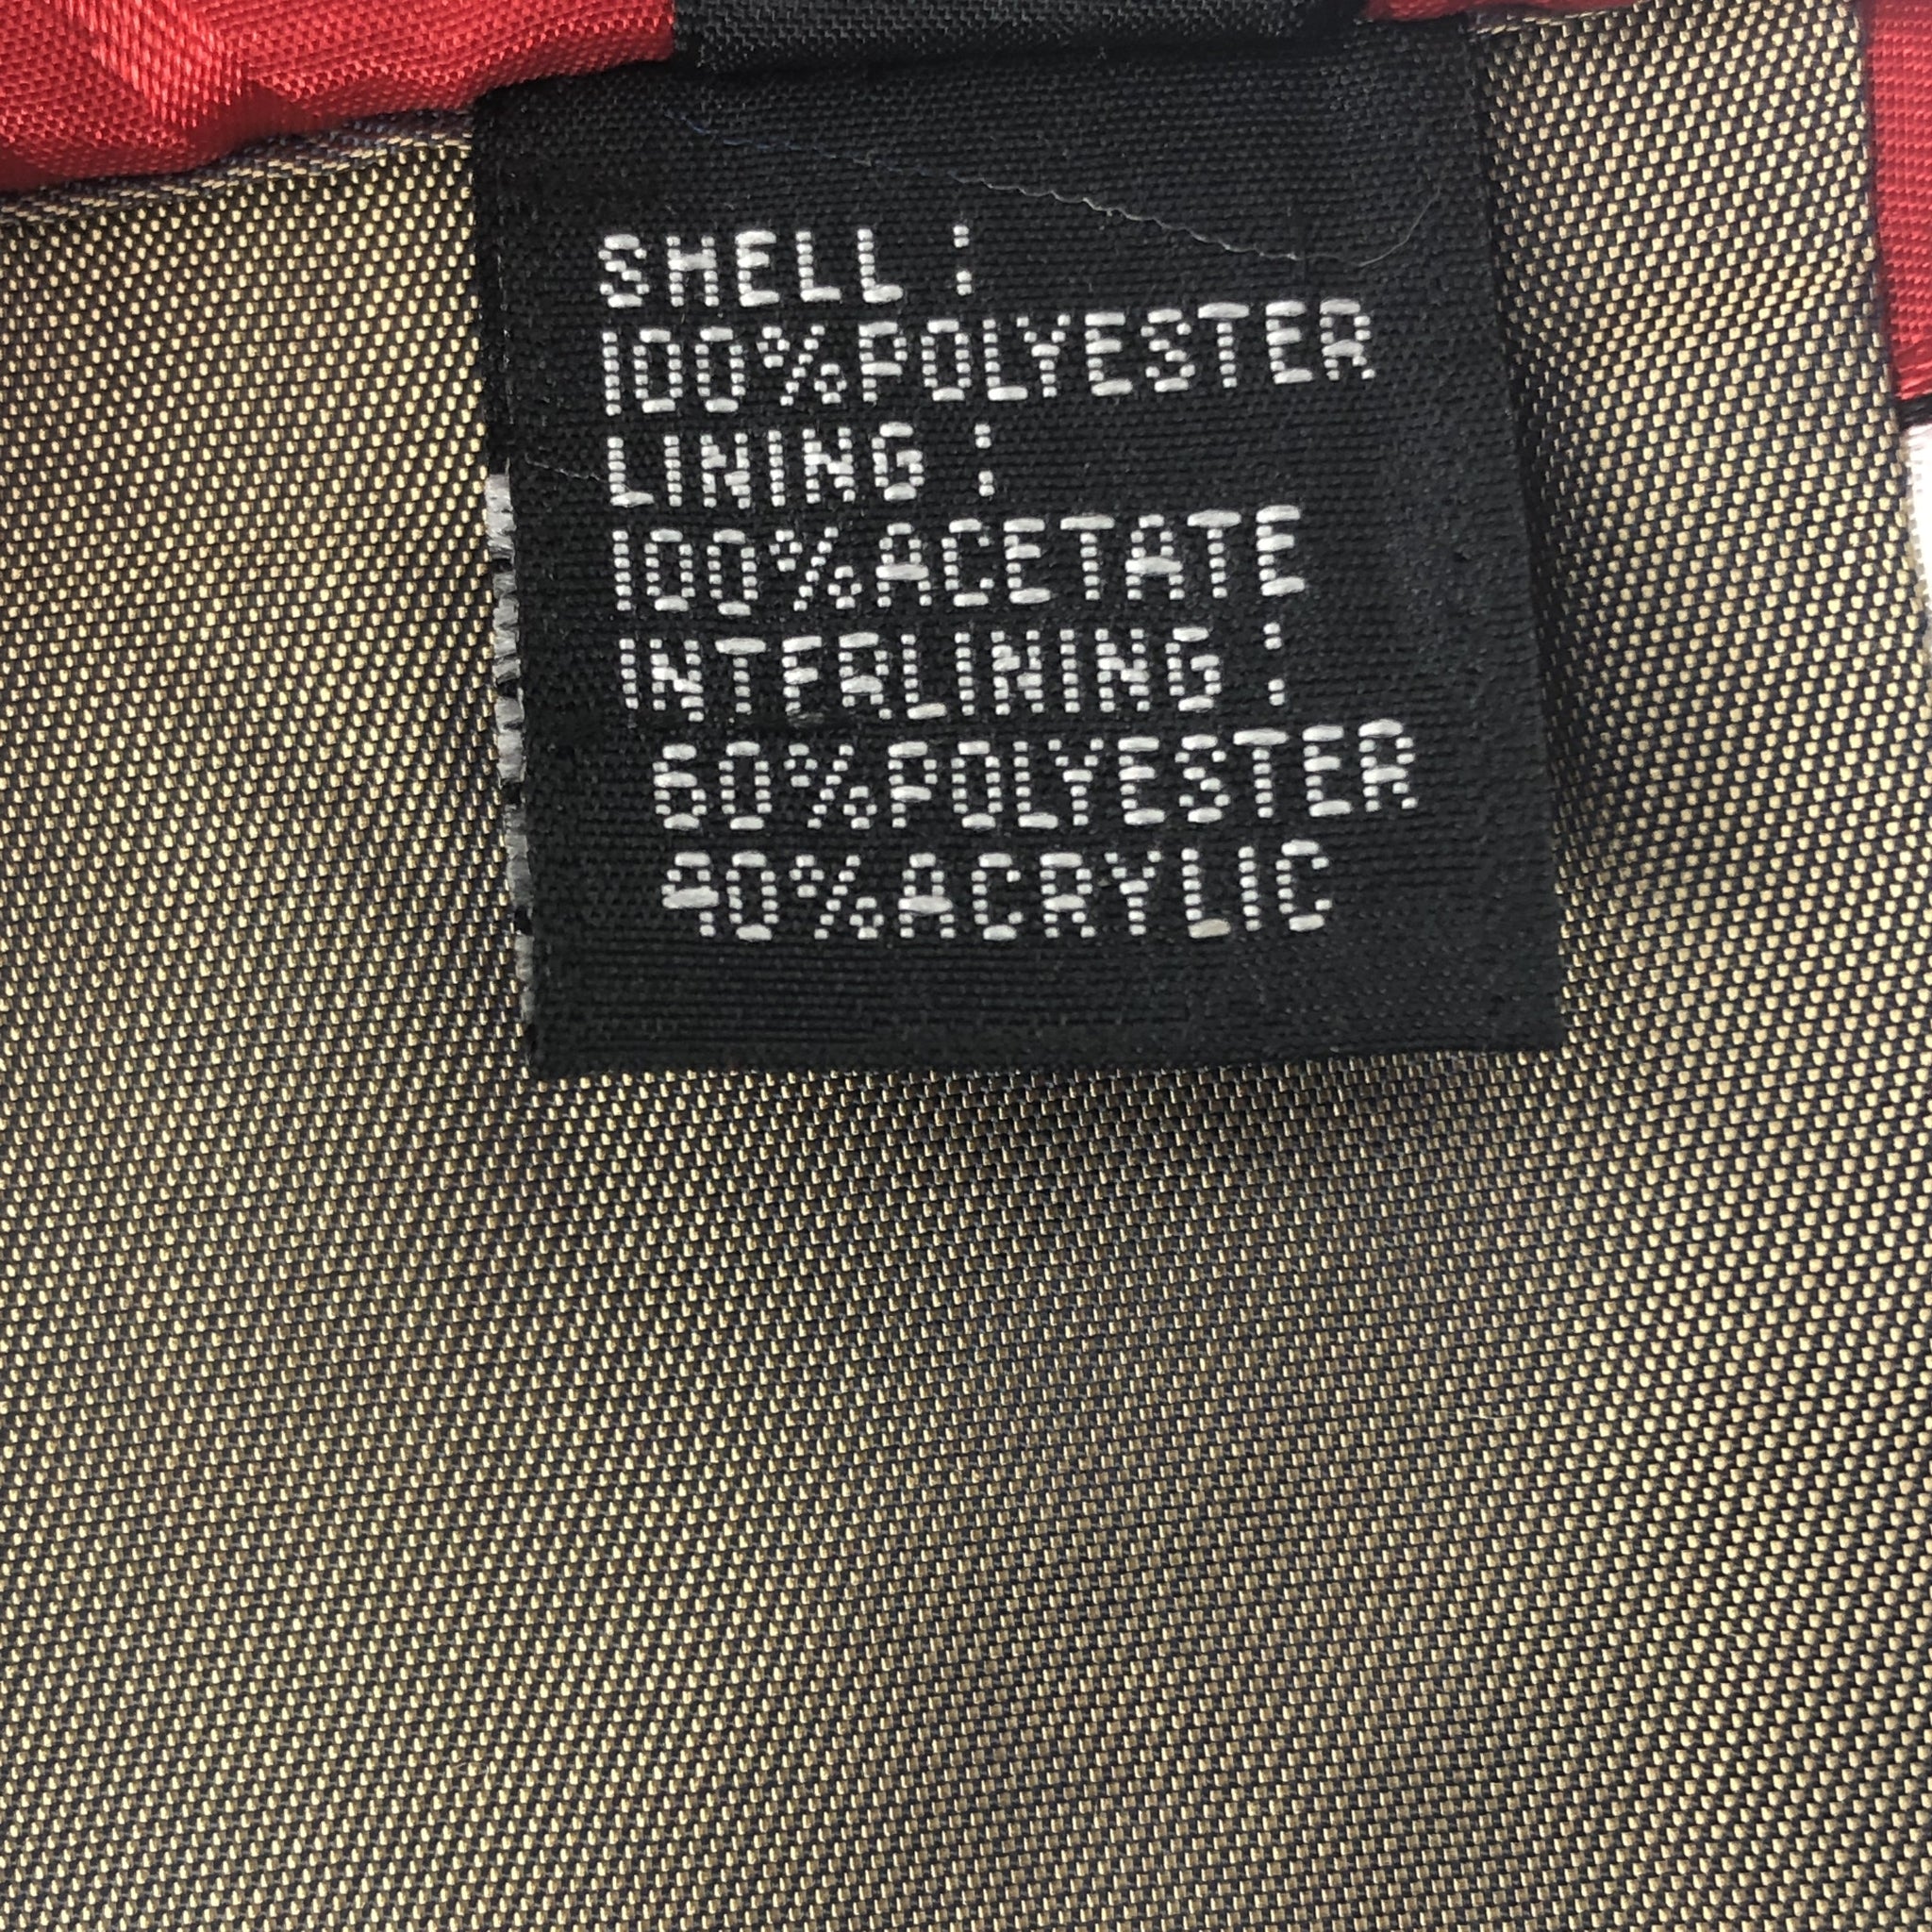 SHELL :
100%POLYESTER
LINING :
100%ACETATE
INTERLINING :
60%POLYESTER
40%ACRYLIC